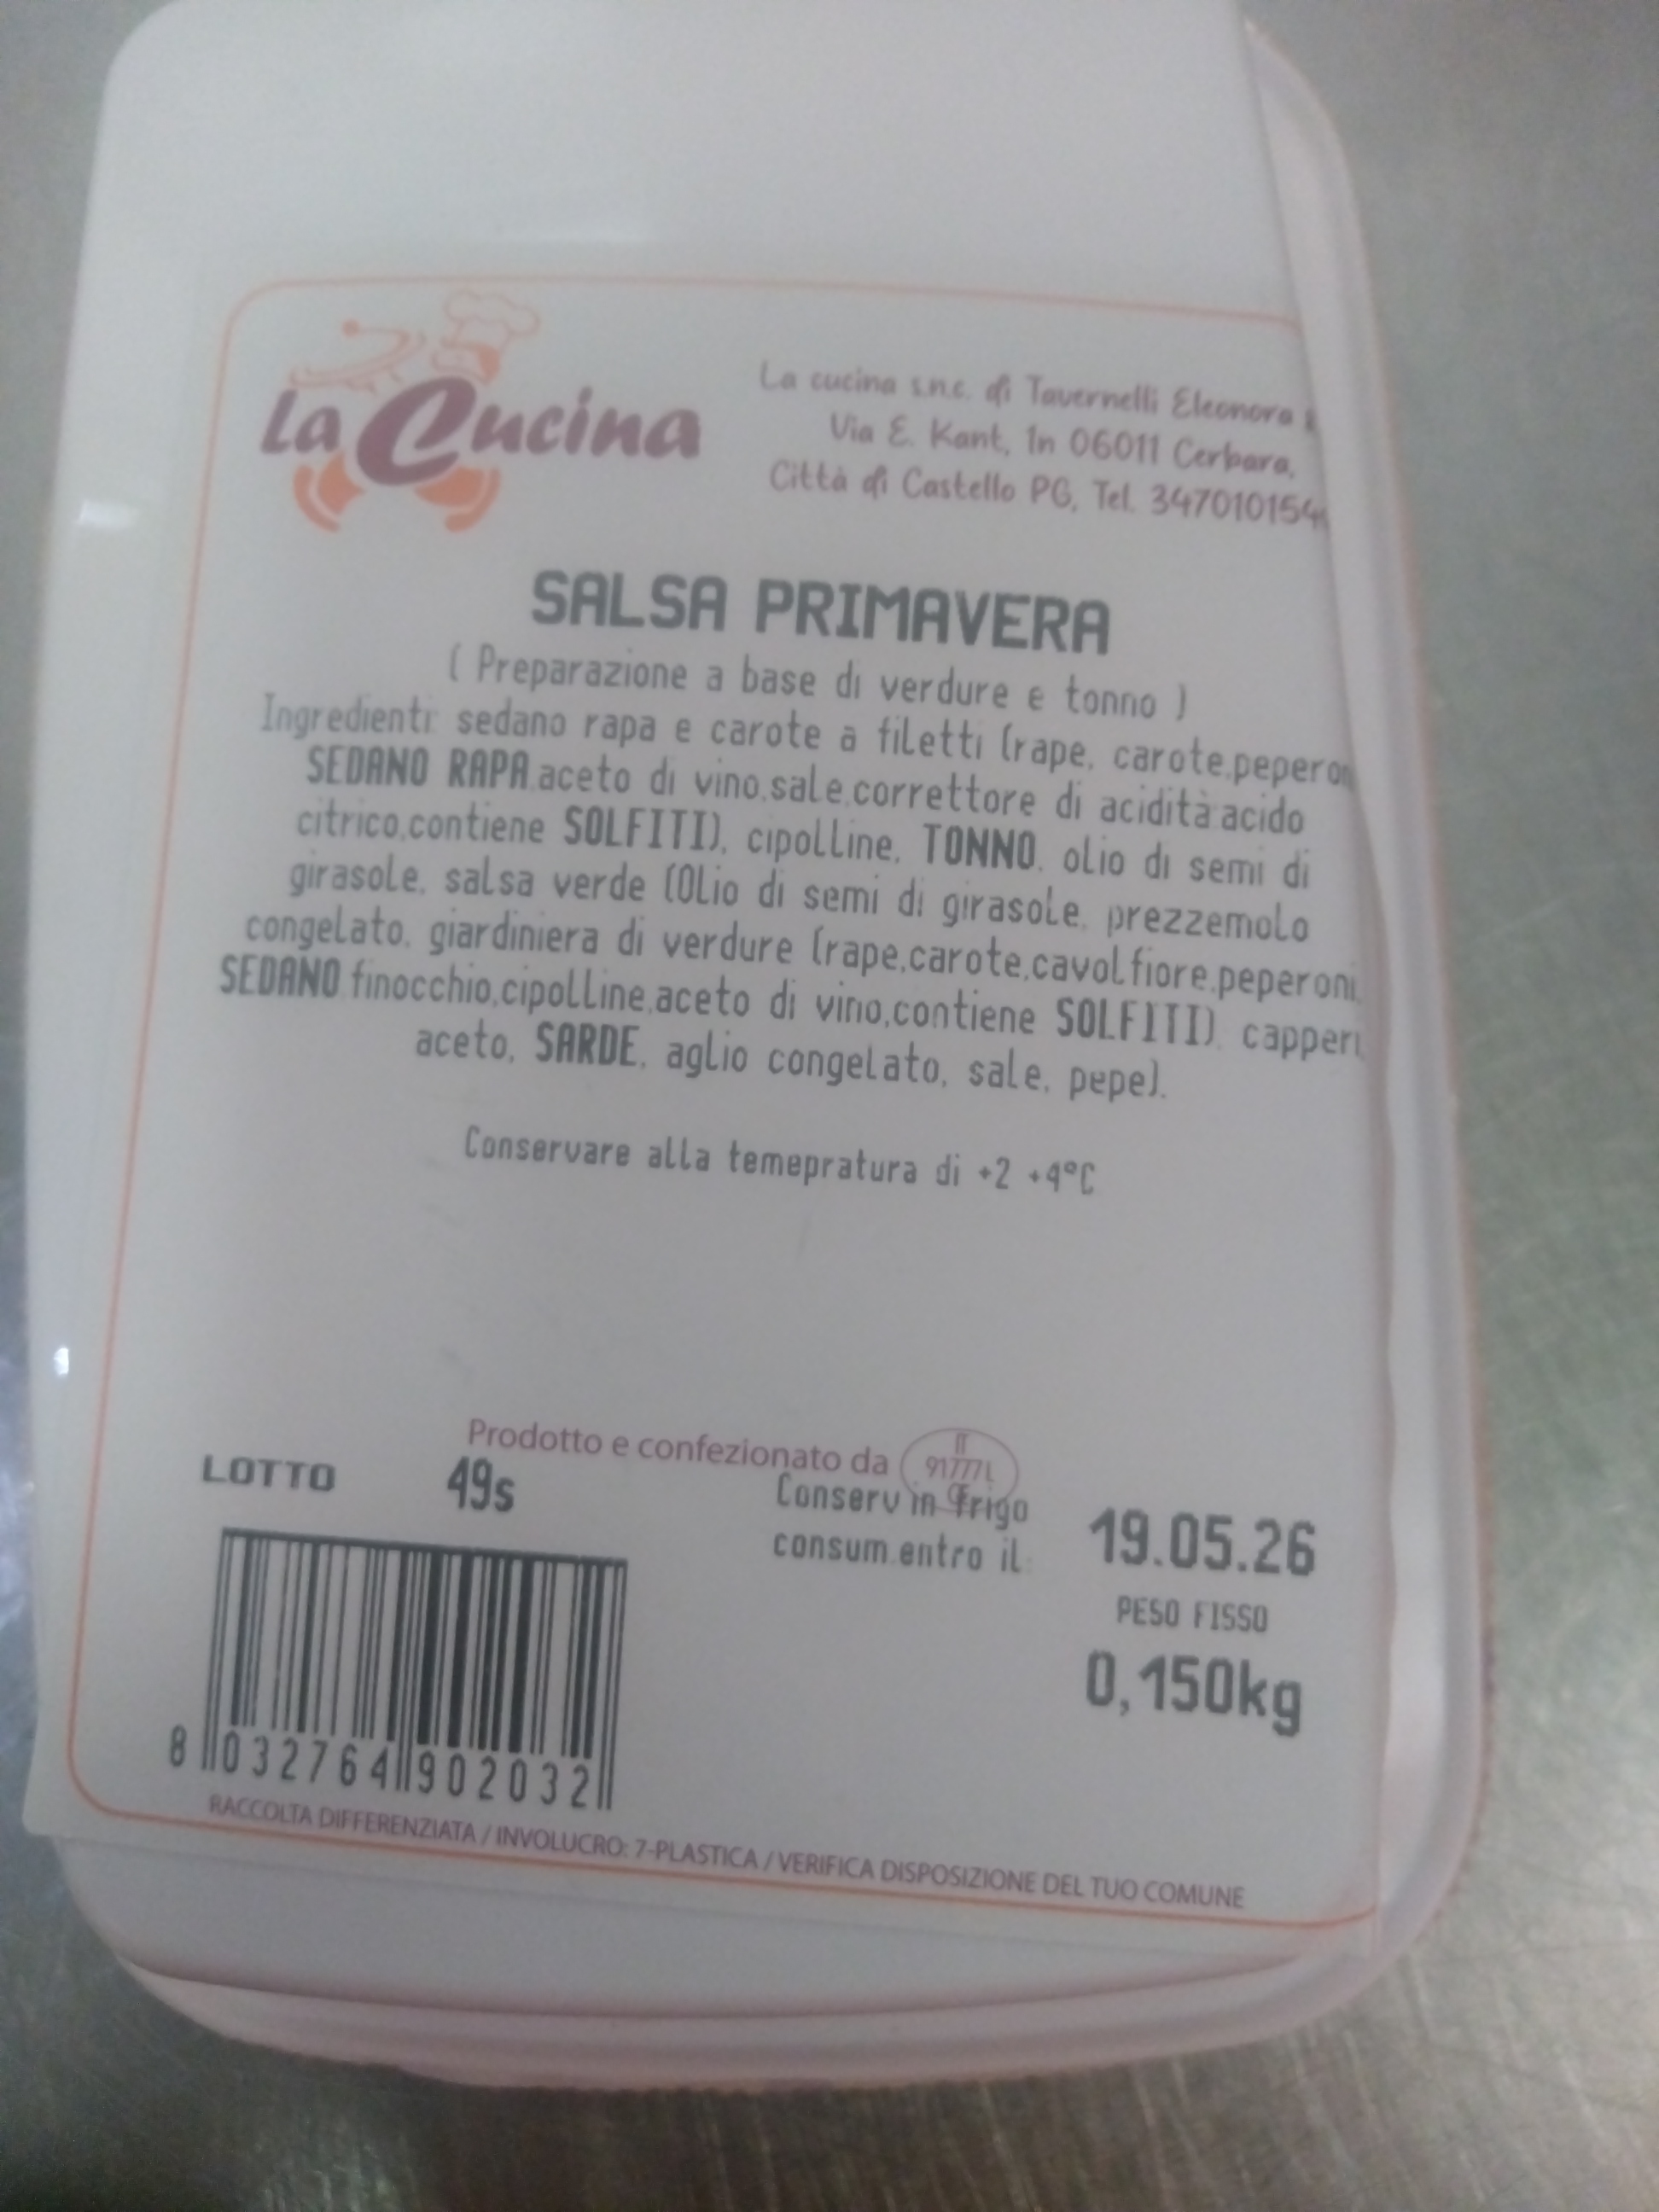 La Cucina
La cucina s.n.c. di Tavernelli Eleonora
Via E. Kant, 1n 06011 Cerbara,
Città di Castello PG, Tel. 347010154
SALSA PRIMAVERA
( Preparazione a base di verdure e tonno )
Ingredienti: sedano rapa e carote a filetti (rape, carote,peperon
SEDANO RAPA,aceto di vino,sale,correttore di acidità:acido
citrico,contiene SOLFITI), cipolline, TONNO, olio di semi di
girasole, salsa verde (Olio di semi di girasole, prezzemolo
congelato, giardiniera di verdure (rape,carote,cavolfiore,peperoni,
SEDANO,finocchio,cipolline,aceto di vino,contiene SOLFITI), capperi,
aceto, SARDE, aglio congelato, sale, pepe).
Conservare alla temepratura di +2 +4°C
Prodotto e confezionato da
IT
91777L
LOTTO 49s
Conserv in frigo
consum.entro il: 19.05.26
PESO FISSO
0,150kg
8 032764 902032
RACCOLTA DIFFERENZIATA / INVOLUCRO: 7-PLASTICA / VERIFICA DISPOSIZIONE DEL TUO COMUNE